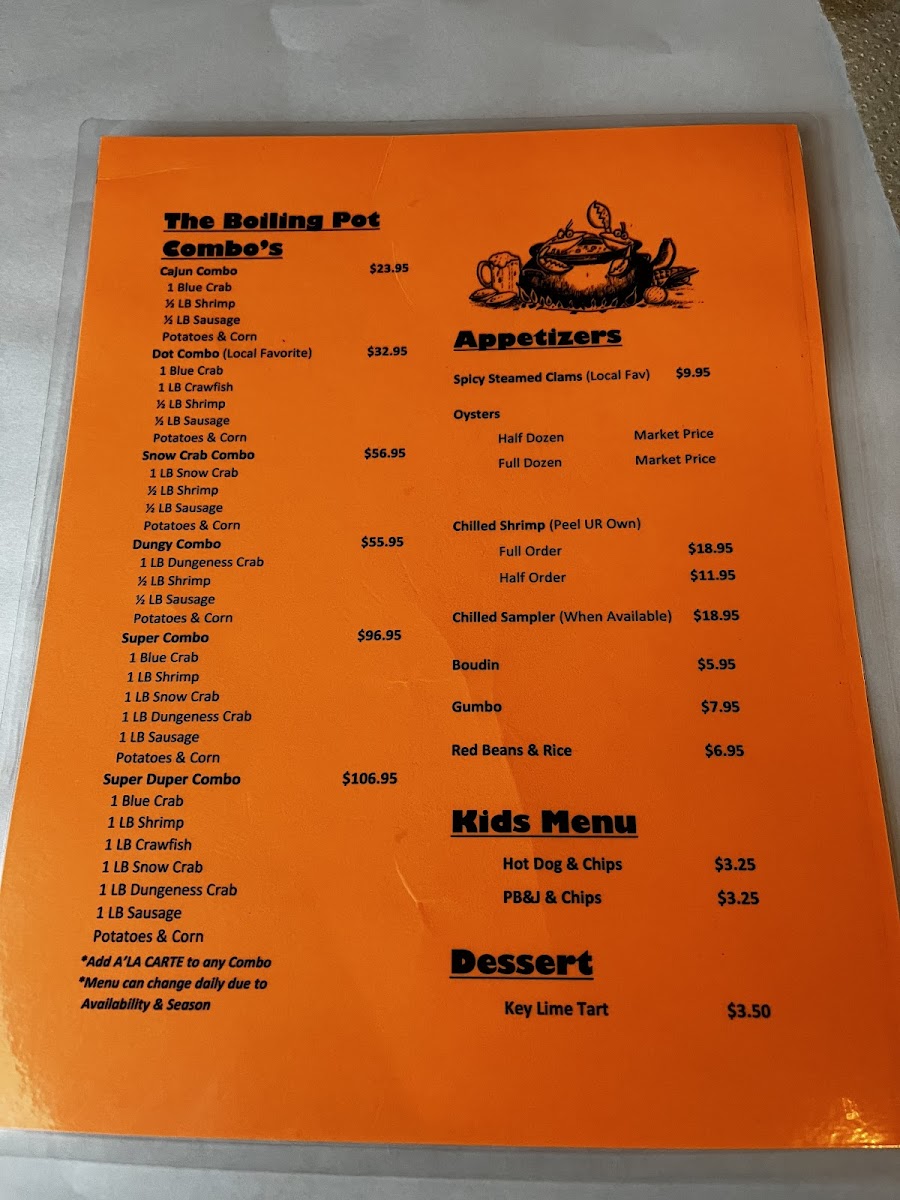 The Boiling Pot
Combo's
Cajun Combo $23.95
1 Blue Crab
½ LB Shrimp
½ LB Sausage
Potatoes & Corn
Dot Combo (Local Favorite) $32.95
1 Blue Crab
1 LB Crawfish
½ LB Shrimp
½ LB Sausage
Potatoes & Corn
Snow Crab Combo $56.95
1 LB Snow Crab
½ LB Shrimp
½ LB Sausage
Potatoes & Corn
Dungy Combo $55.95
1 LB Dungeness Crab
½ LB Shrimp
½ LB Sausage
Potatoes & Corn
Super Combo $96.95
1 Blue Crab
1 LB Shrimp
1 LB Snow Crab
1 LB Dungeness Crab
1 LB Sausage
Potatoes & Corn
Super Duper Combo $106.95
1 Blue Crab
1 LB Shrimp
1 LB Crawfish
1 LB Snow Crab
1 LB Dungeness Crab
1 LB Sausage
Potatoes & Corn
*Add A'LA CARTE to any Combo
*Menu can change daily due to
Availability & Season
Appetizers
Spicy Steamed Clams (Local Fav) $9.95
Oysters
Half Dozen Market Price
Full Dozen Market Price
Chilled Shrimp (Peel UR Own)
Full Order $18.95
Half Order $11.95
Chilled Sampler (When Available) $18.95
Boudin $5.95
Gumbo $7.95
Red Beans & Rice $6.95
Kids Menu
Hot Dog & Chips $3.25
PB&J & Chips $3.25
Dessert
Key Lime Tart $3.50